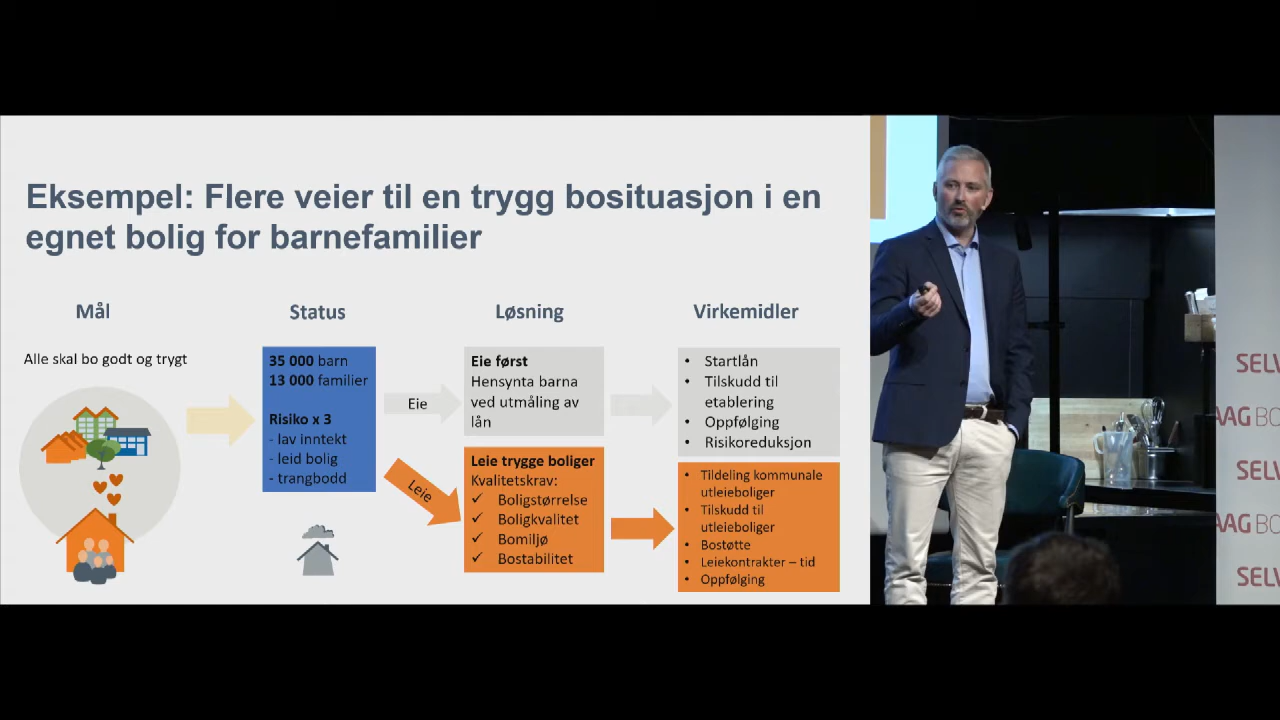 Eksempel: Flere veier til en trygg bosituasjon i en
egnet bolig for barnefamilier
Mål
Alle skal bo godt og trygt
Status
35 000 barn
13 000 familier
Risiko x 3
- lav inntekt
- leid bolig
- trangbodd
Eie
Leie
Løsning
Eie først
Hensynta barna
ved utmåling av
lån
Leie trygge boliger
Kvalitetskrav:
✓ Boligstørrelse
✓ Boligkvalitet
✓ Bomiljø
✓ Bostabilitet
Virkemidler
• Startlån
• Tilskudd til
etablering
• Oppfølging
• Risikoreduksjon
• Tildeling kommunale
utleieboliger
• Tilskudd til
utleieboliger
• Bostøtte
• Leiekontrakter – tid
• Oppfølging
SELV
AAG BO
SELV
AAG BO
SELV